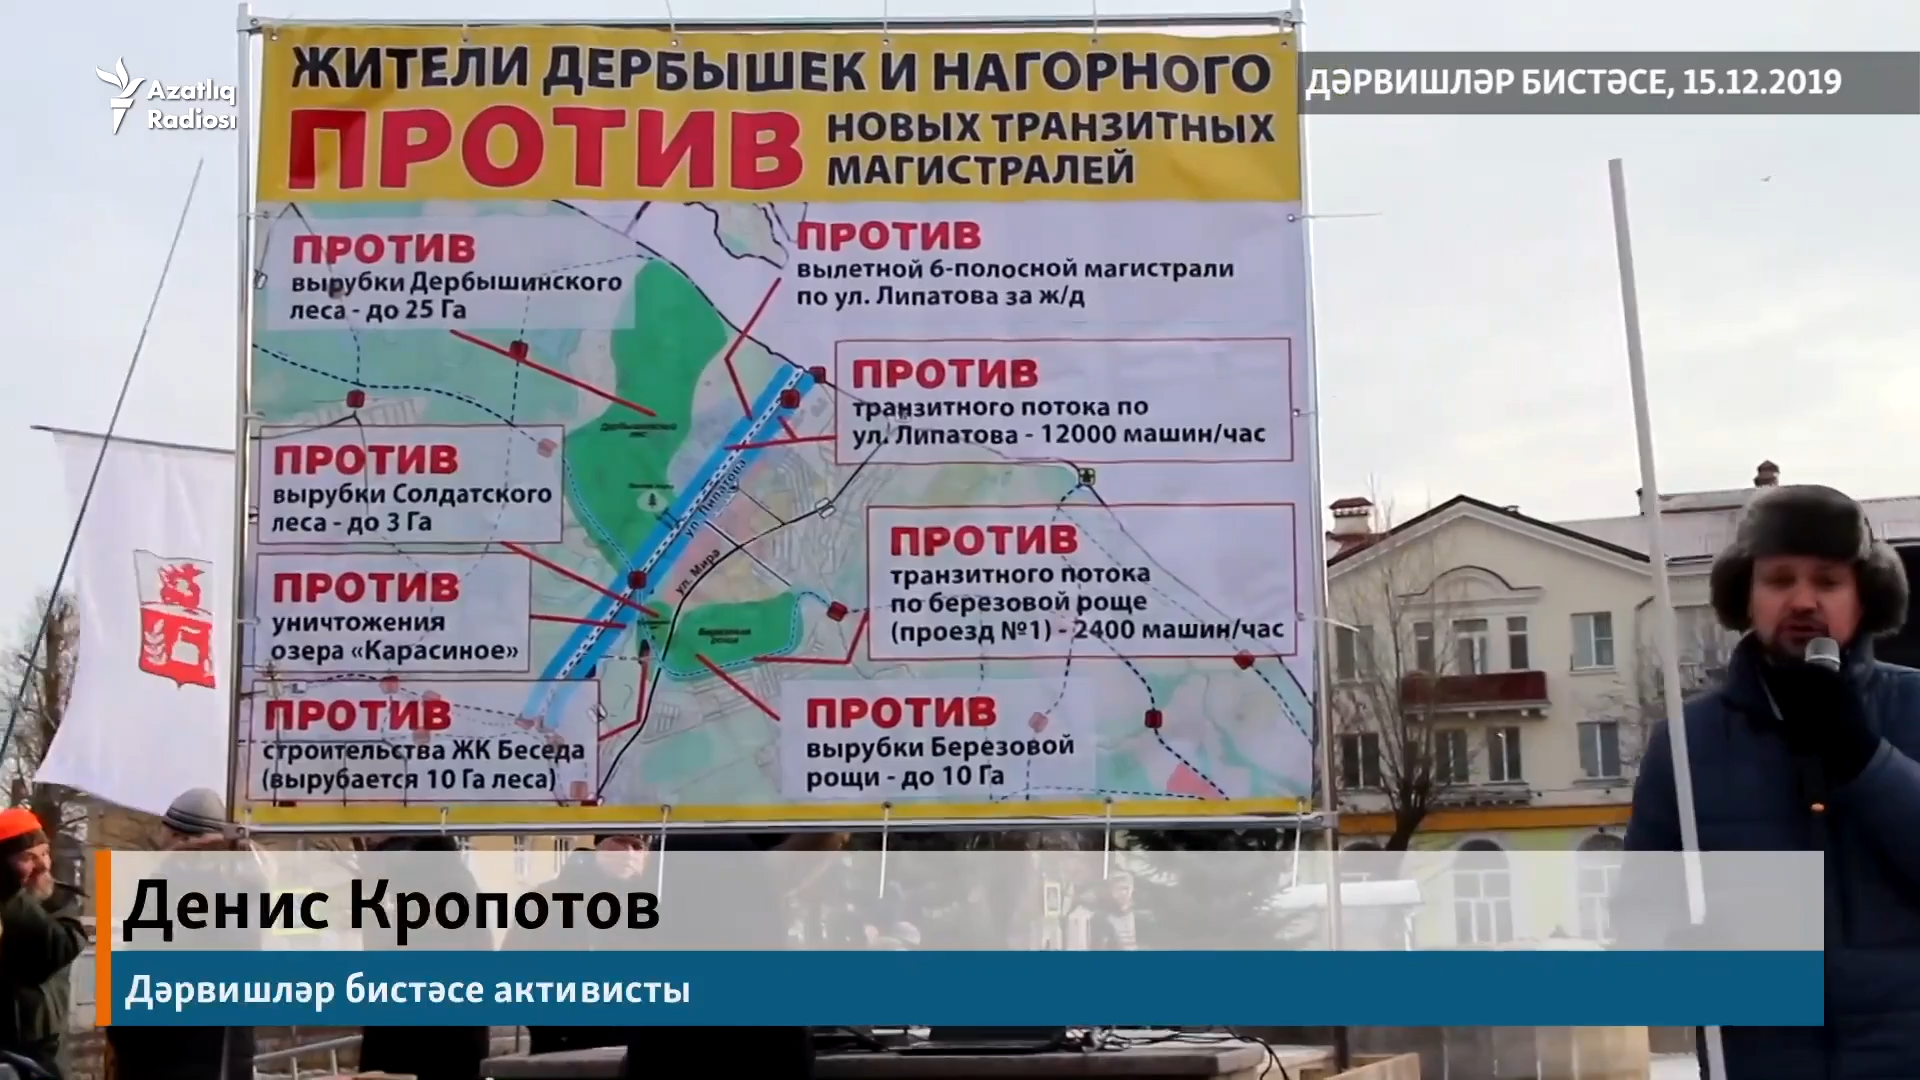 Azatlıq
Radiosı
ДӘРВИШЛӘР БИСТӘСЕ, 15.12.2019
ЖИТЕЛИ ДЕРБЫШЕК И НАГОРНОГО
ПРОТИВ НОВЫХ ТРАНЗИТНЫХ
МАГИСТРАЛЕЙ
ПРОТИВ
вырубки Дербышинского
леса - до 25 Га
ПРОТИВ
вылетной 6-полосной магистрали
по ул. Липатова за ж/д
ПРОТИВ
транзитного потока по
ул. Липатова - 12000 машин/час
ПРОТИВ
вырубки Солдатского
леса - до 3 Га
ПРОТИВ
транзитного потока
по березовой роще
(проезд №1) - 2400 машин/час
ПРОТИВ
уничтожения
озера «Карасиное»
ПРОТИВ
строительства ЖК Беседа
(вырубается 10 Га леса)
ПРОТИВ
вырубки Березовой
рощи - до 10 Га
Дербышинский
лес
ул. Липатова
ул. Мира
Березовая
роща
Денис Кропотов
Дәрвишләр бистәсе активисты